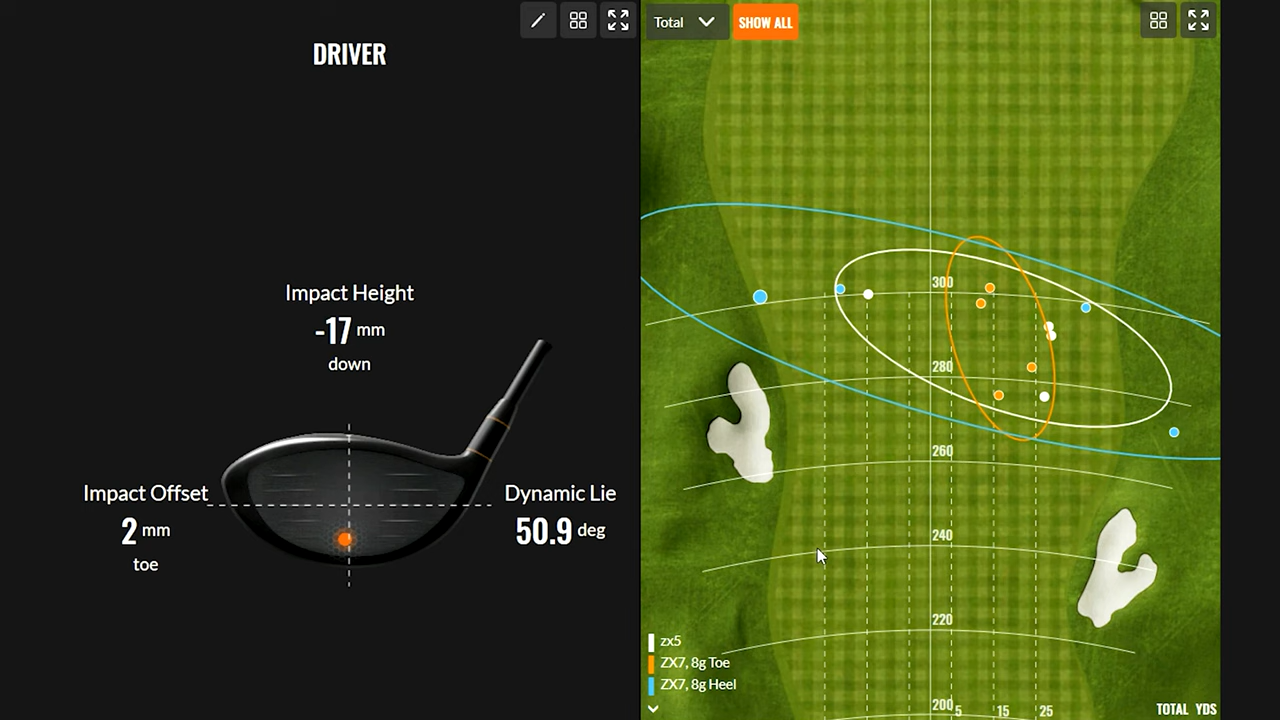 DRIVER
Impact Height
-17 mm
down
Impact Offset
2 mm
toe
Dynamic Lie
50.9 deg
Total
SHOW ALL
300
280
260
240
220
200 5 15 25
zx5
ZX7, 8g Toe
ZX7, 8g Heel
TOTAL YDS